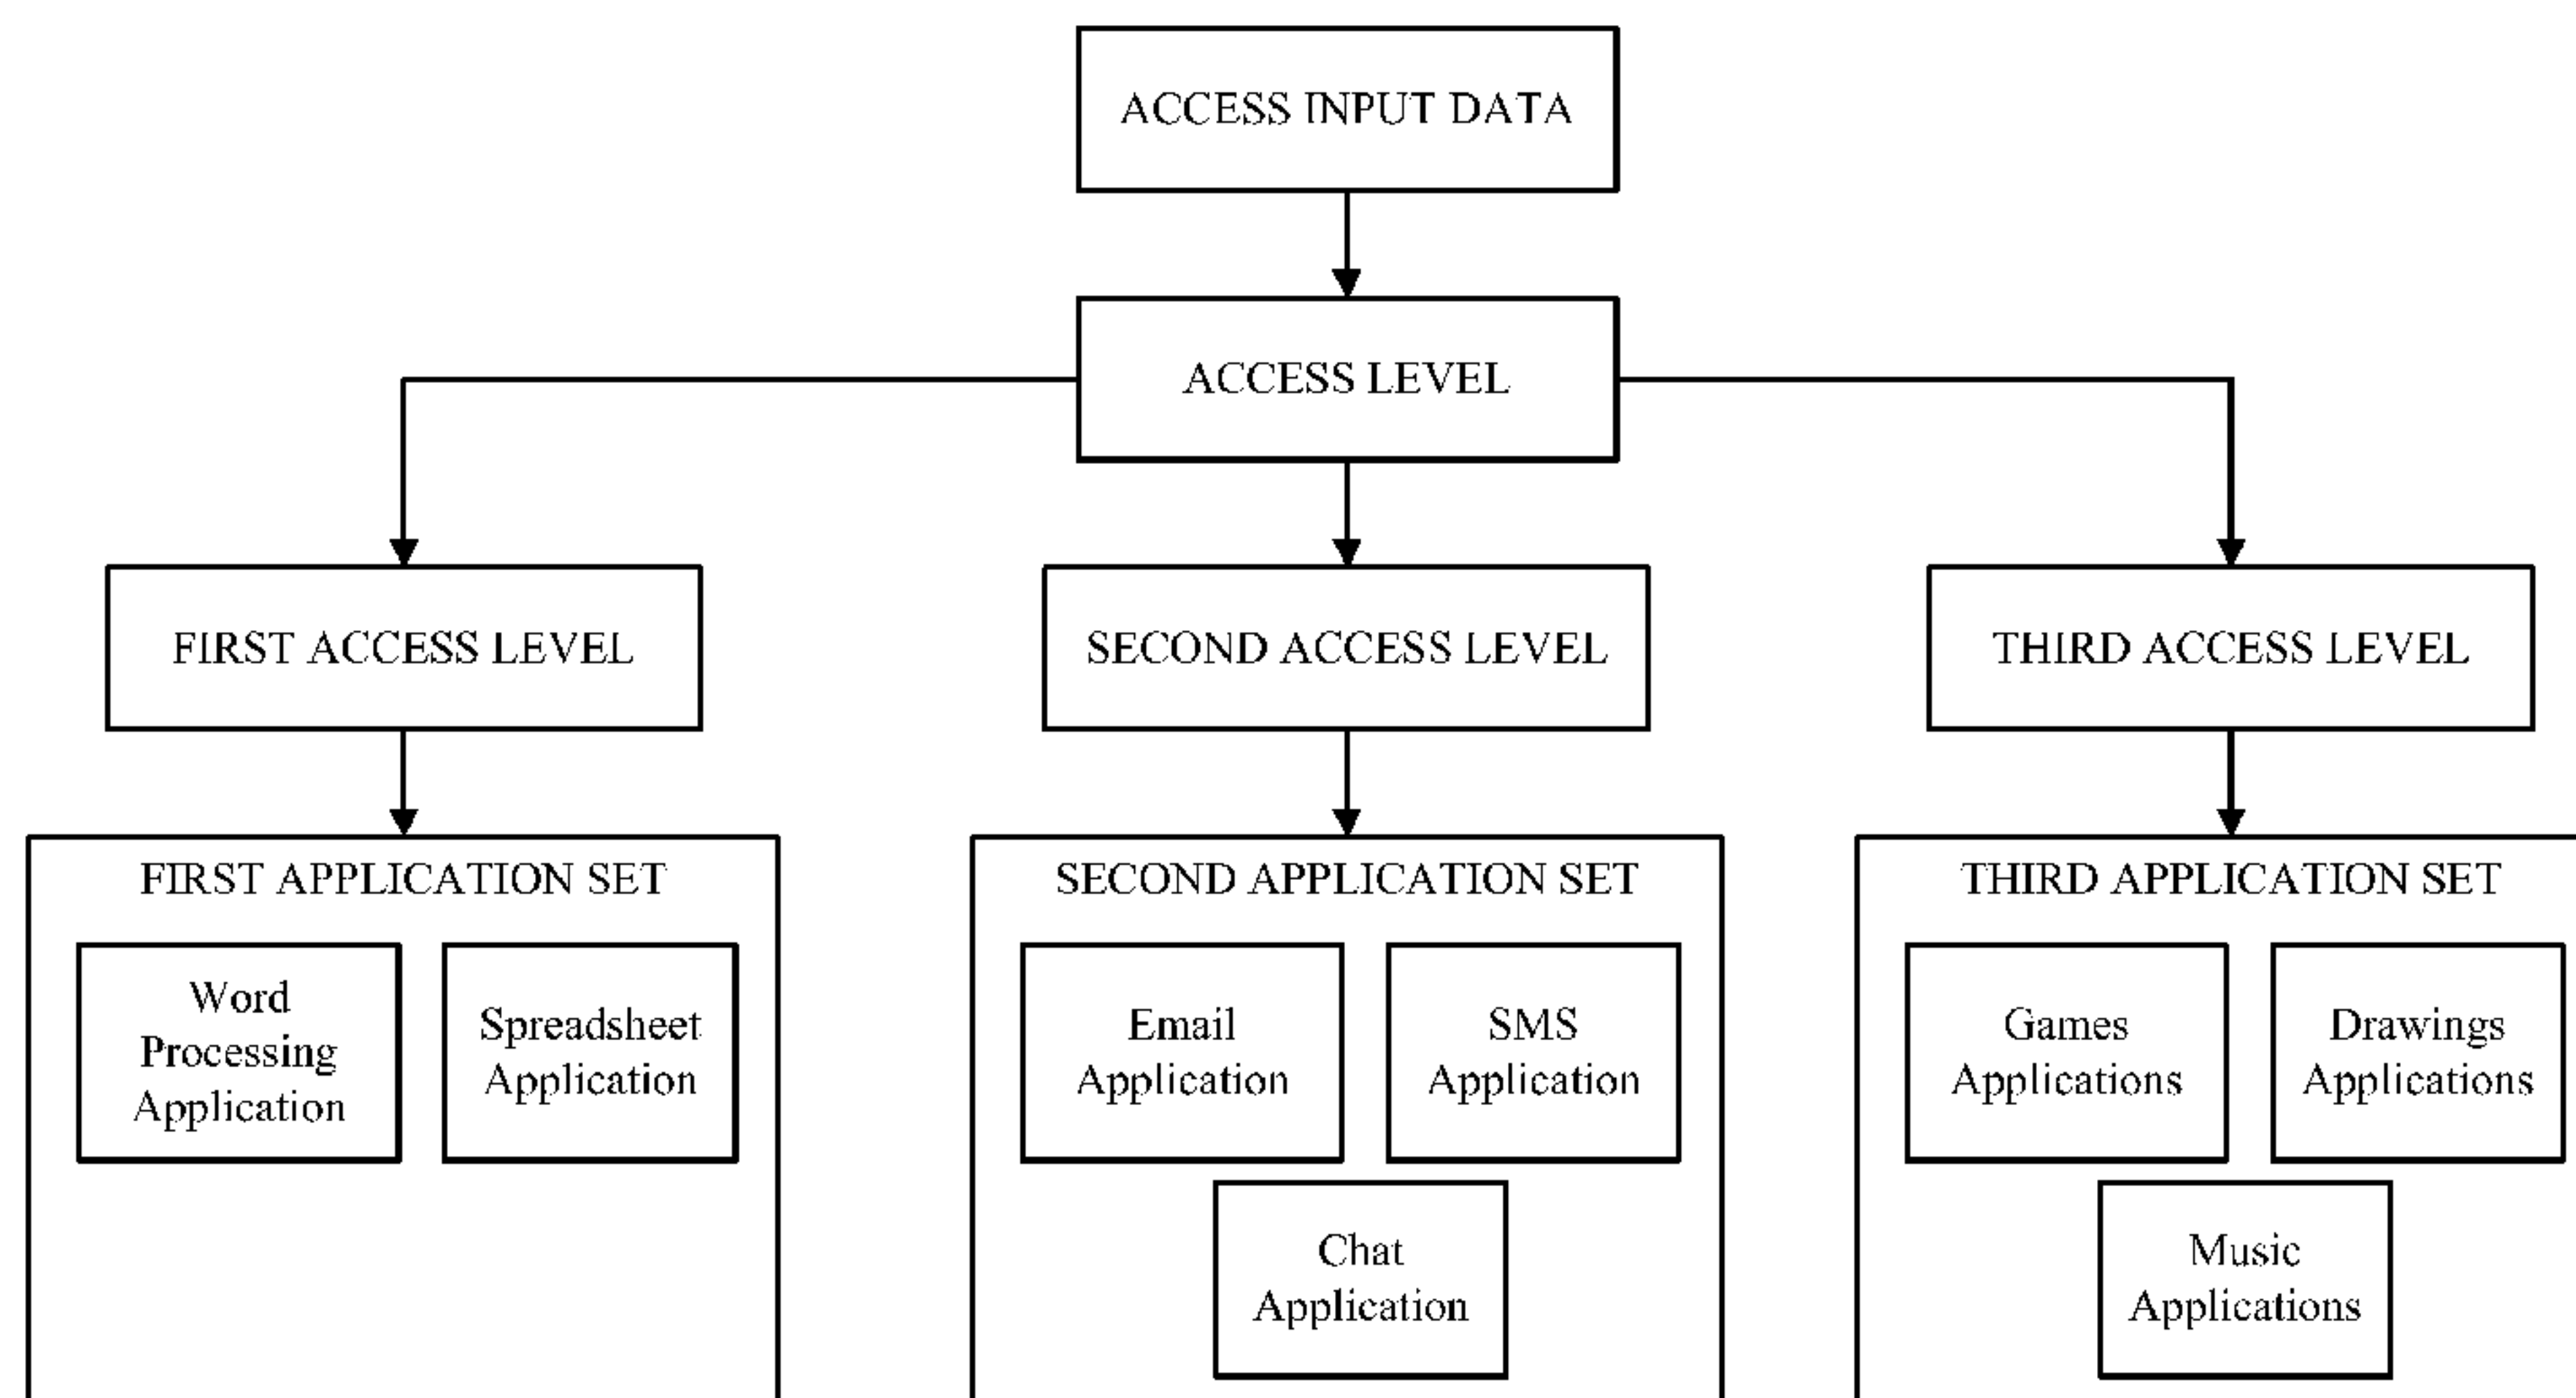 ACCESS INPUT DATA
ACCESS LEVEL
FIRST ACCESS LEVEL
SECOND ACCESS LEVEL
THIRD ACCESS LEVEL
FIRST APPLICATION SET
Word
Processing
Application
Spreadsheet
Application
SECOND APPLICATION SET
Email
Application
SMS
Application
Chat
Application
THIRD APPLICATION SET
Games
Applications
Drawings
Applications
Music
Applications